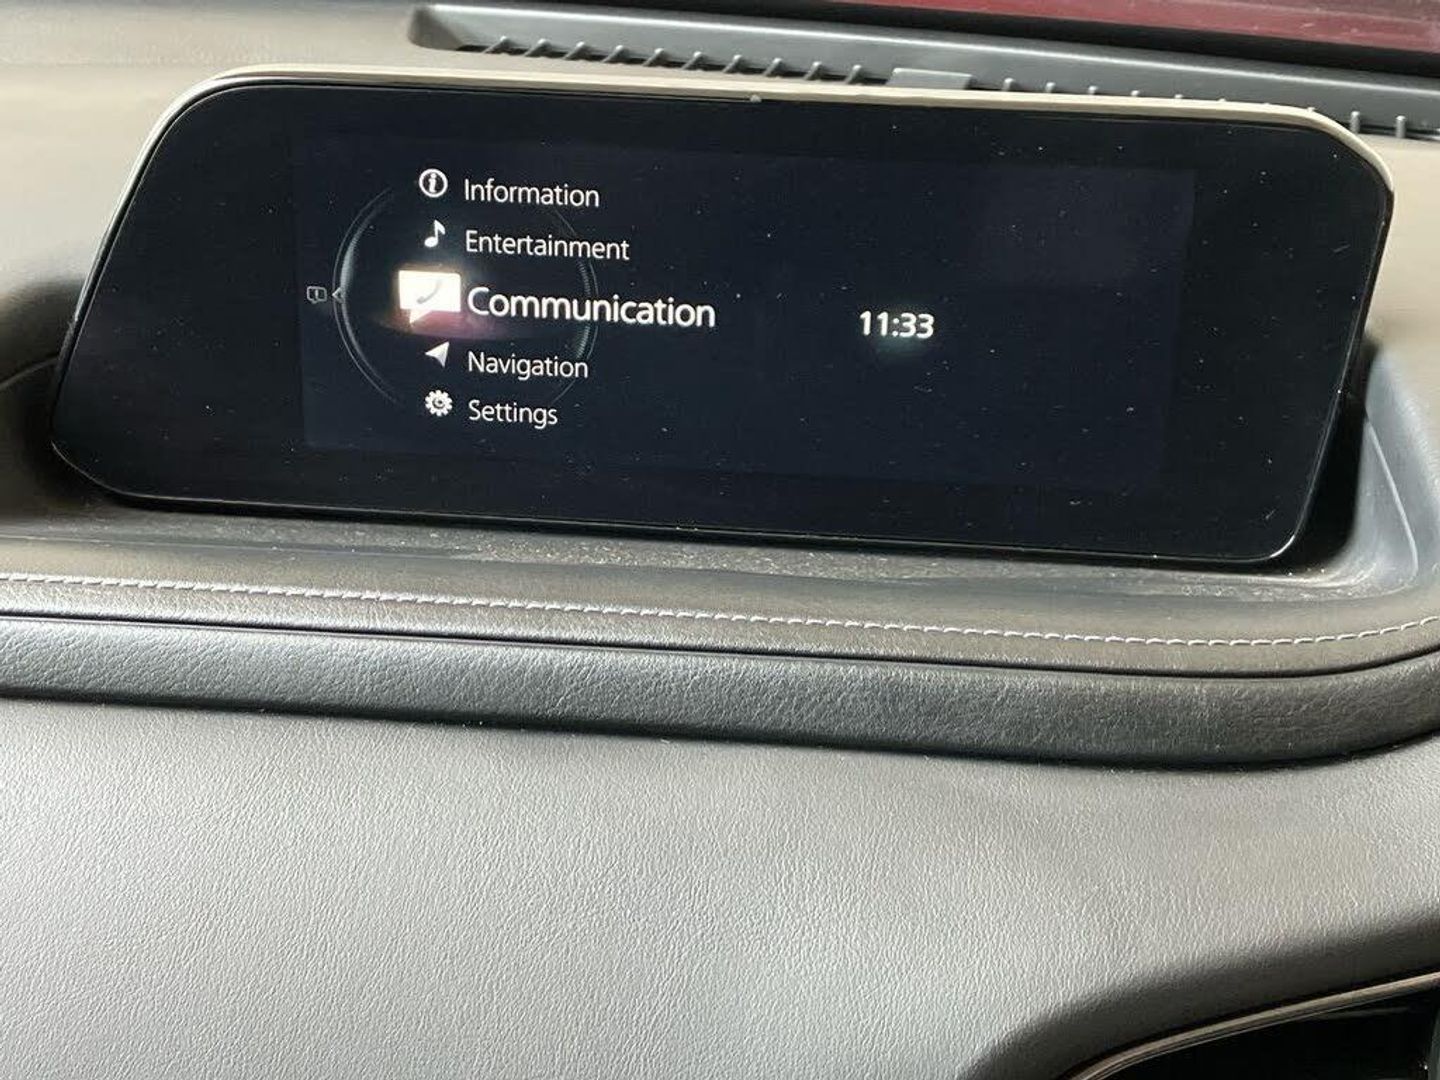 Information
Entertainment
Communication
11:33
Navigation
Settings